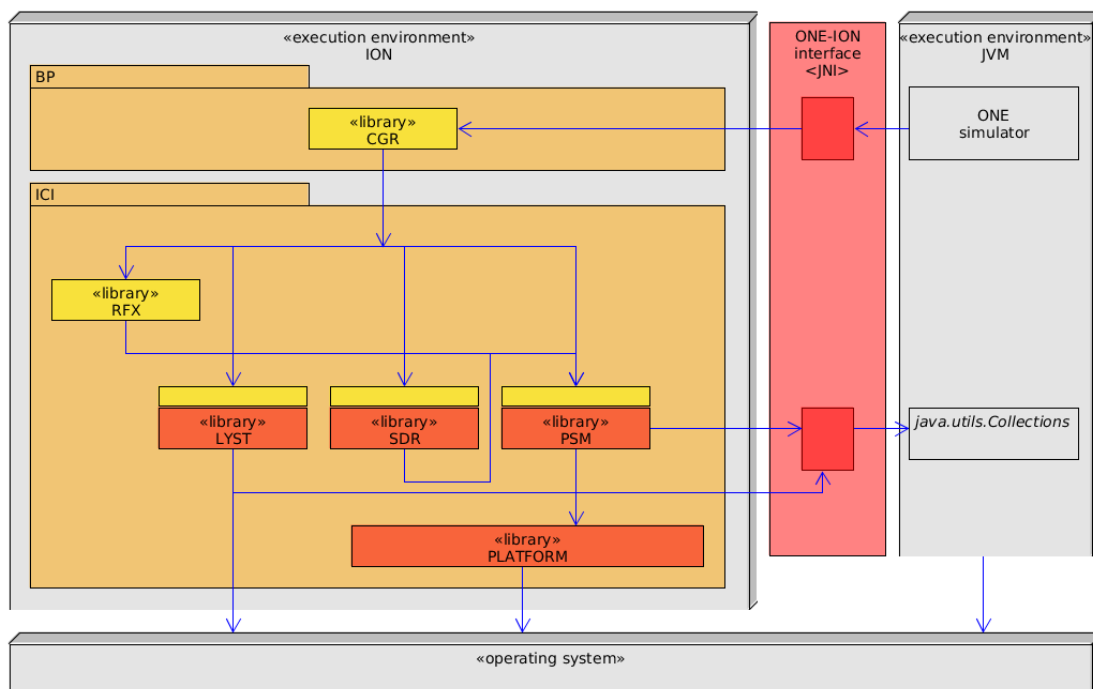 «execution environment»
ION
BP
«library»
CGR
ICI
«library»
RFX
«library»
LYST
«library»
SDR
«library»
PSM
«library»
PLATFORM
ONE-ION
interface
<JNI>
«execution environment»
JVM
ONE
simulator
java.utils.Collections
«operating system»